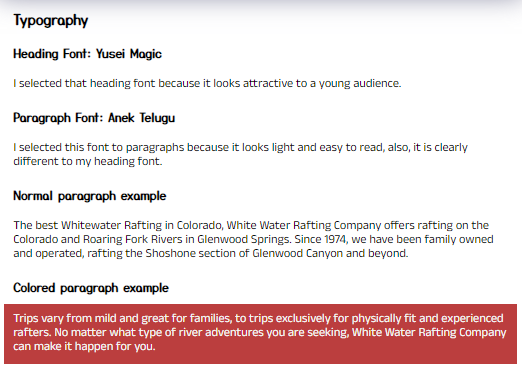 Typography
Heading Font: Yusei Magic
I selected that heading font because it looks attractive to a young audience.
Paragraph Font: Anek Telugu
I selected this font to paragraphs because it looks light and easy to read, also, it is clearly
different to my heading font.
Normal paragraph example
The best Whitewater Rafting in Colorado, White Water Rafting Company offers rafting on the
Colorado and Roaring Fork Rivers in Glenwood Springs. Since 1974, we have been family owned
and operated, rafting the Shoshone section of Glenwood Canyon and beyond.
Colored paragraph example
Trips vary from mild and great for families, to trips exclusively for physically fit and experienced
rafters. No matter what type of river adventures you are seeking, White Water Rafting Company
can make it happen for you.